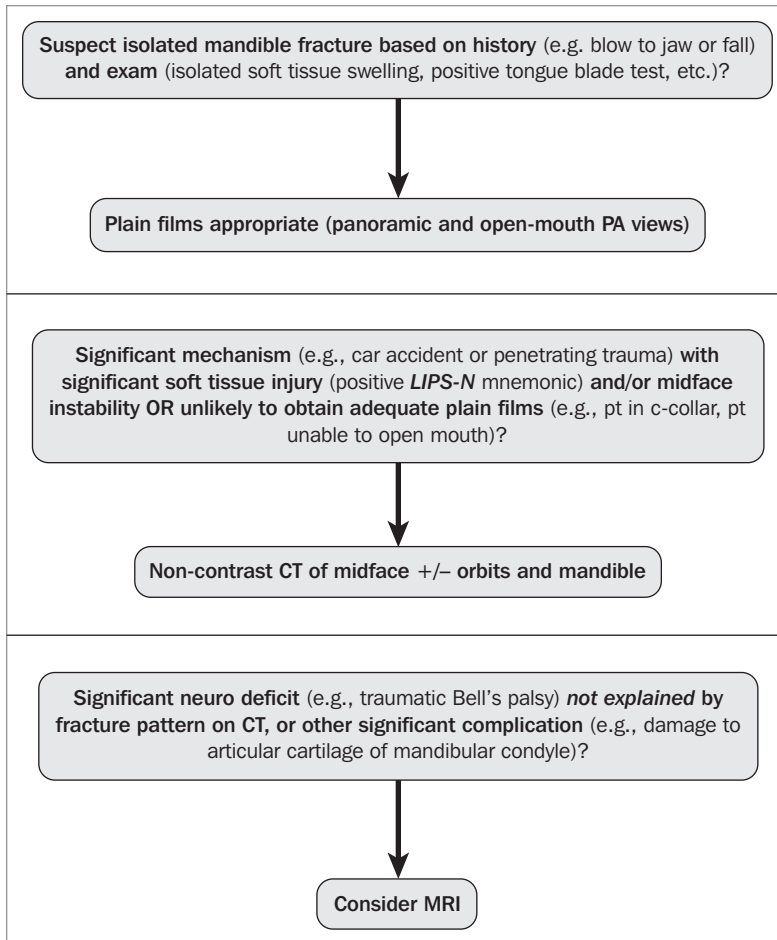 Suspect isolated mandible fracture based on history (e.g. blow to jaw or fall)
and exam (isolated soft tissue swelling, positive tongue blade test, etc.)?
Plain films appropriate (panoramic and open-mouth PA views)
Significant mechanism (e.g., car accident or penetrating trauma) with
significant soft tissue injury (positive LIPS-N mnemonic) and/or midface
instability OR unlikely to obtain adequate plain films (e.g., pt in c-collar, pt
unable to open mouth)?
Non-contrast CT of midface +/– orbits and mandible
Significant neuro deficit (e.g., traumatic Bell's palsy) not explained by
fracture pattern on CT, or other significant complication (e.g., damage to
articular cartilage of mandibular condyle)?
Consider MRI